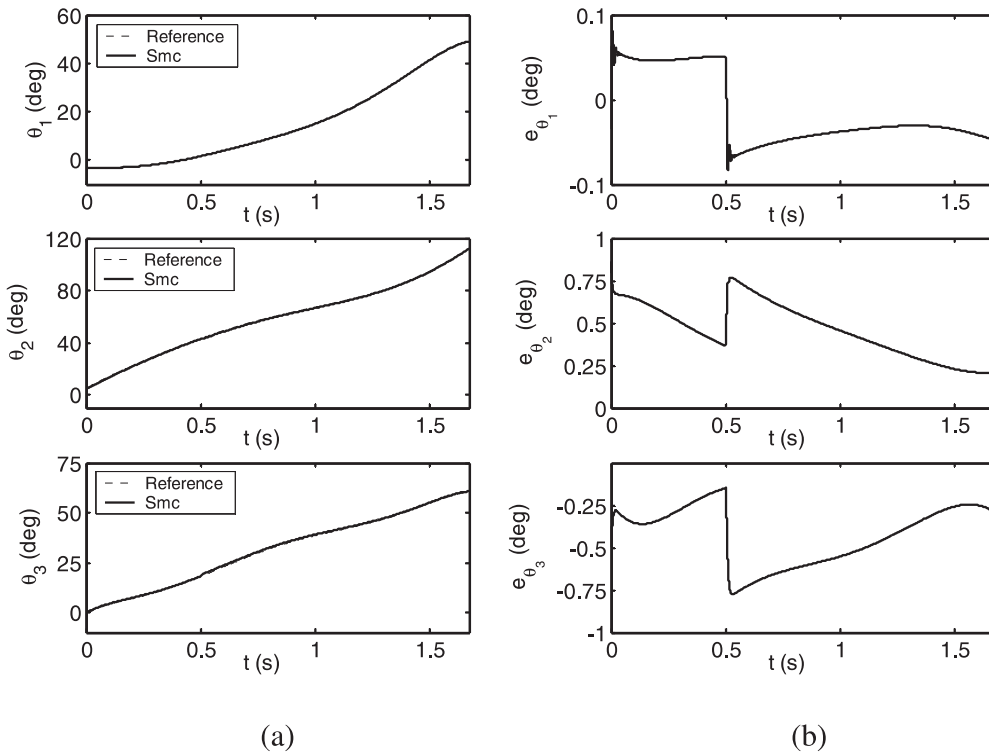 60
40
20
0
θ1 (deg)
Reference
Smc
0
0.5
1
1.5
t (s)
0.1
0
-0.1
eθ1 (deg)
0
0.5
1
1.5
t (s)
120
80
40
0
θ2 (deg)
Reference
Smc
0
0.5
1
1.5
t (s)
1
0.75
0.5
0.25
0
eθ2 (deg)
0
0.5
1
1.5
t (s)
75
50
25
0
θ3 (deg)
Reference
Smc
0
0.5
1
1.5
t (s)
-0.25
-0.5
-0.75
-1
eθ3 (deg)
0
0.5
1
1.5
t (s)
(a)
(b)